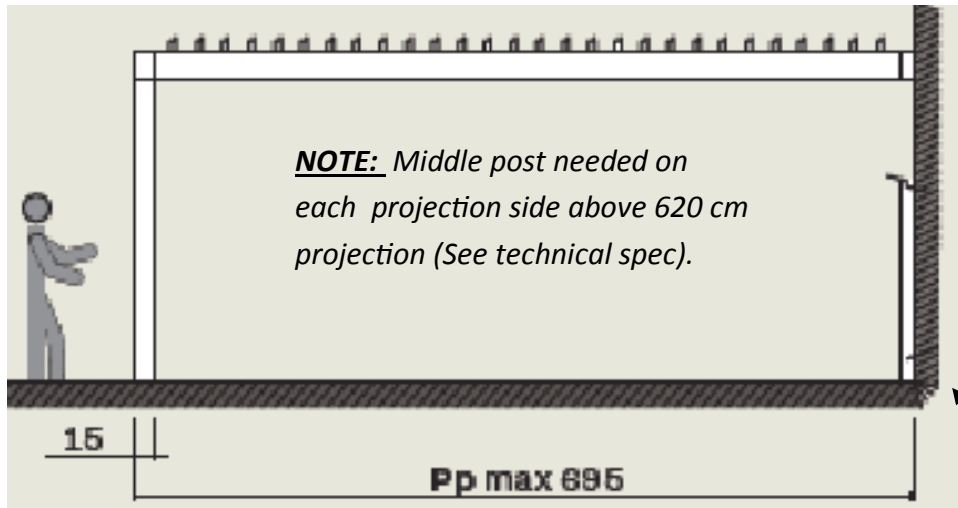 NOTE: Middle post needed on
each projection side above 620 cm
projection (See technical spec).
15
Pp max 695